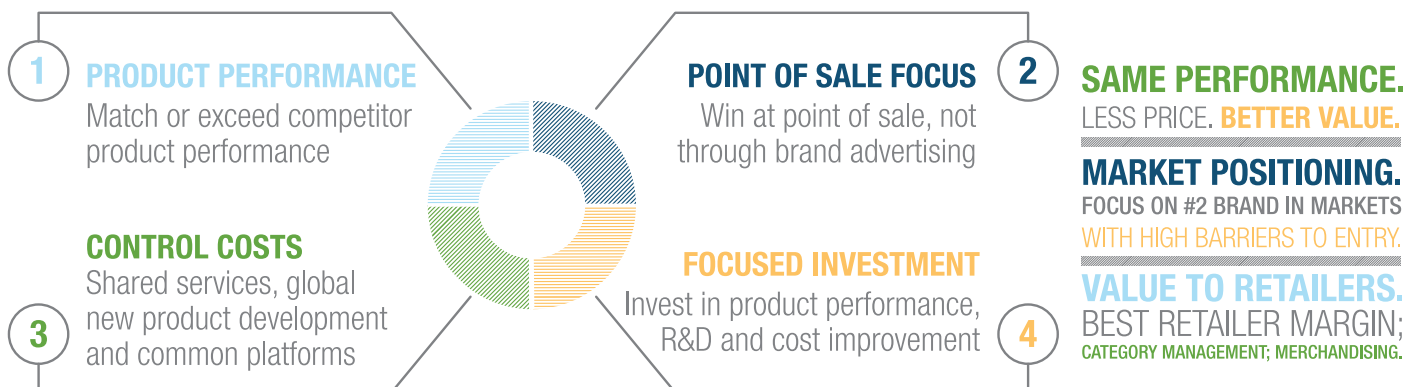 1
PRODUCT PERFORMANCE
Match or exceed competitor
product performance
2
POINT OF SALE FOCUS
Win at point of sale, not
through brand advertising
3
CONTROL COSTS
Shared services, global
new product development
and common platforms
4
FOCUSED INVESTMENT
Invest in product performance,
R&D and cost improvement
SAME PERFORMANCE.
LESS PRICE. BETTER VALUE.
MARKET POSITIONING.
FOCUS ON #2 BRAND IN MARKETS
WITH HIGH BARRIERS TO ENTRY.
VALUE TO RETAILERS.
BEST RETAILER MARGIN;
CATEGORY MANAGEMENT; MERCHANDISING.